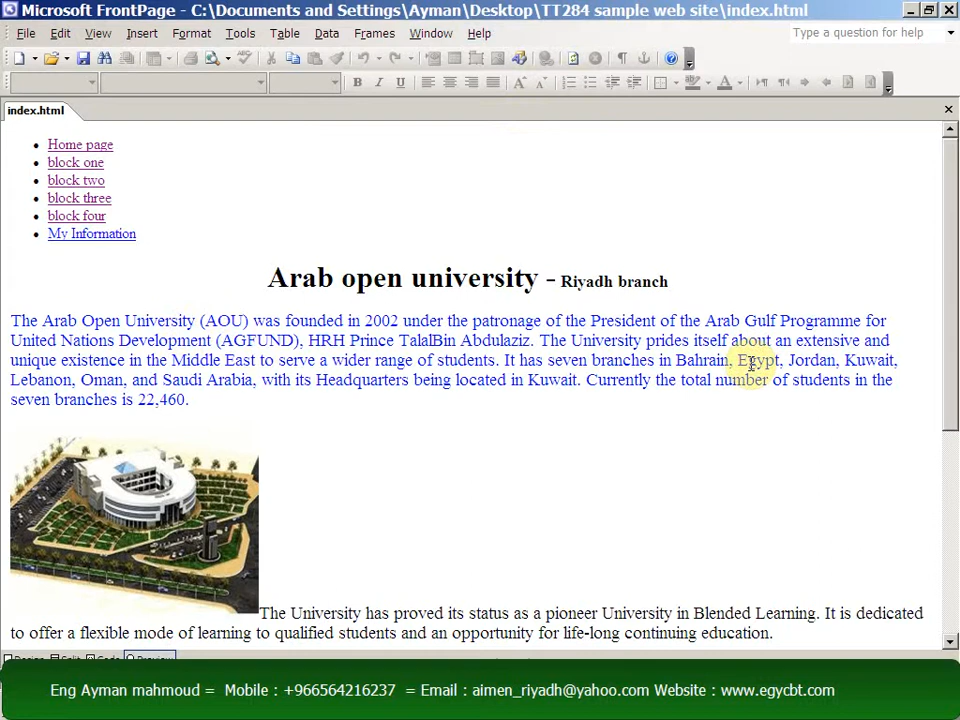 Microsoft FrontPage - C:\Documents and Settings\Ayman\Desktop\TT284 sample web site\index.html
File Edit View Insert Format Tools Table Data Frames Window Help Type a question for help
B I U A A A
index.html
Home page
block one
block two
block three
block four
My Information
Arab open university - Riyadh branch
The Arab Open University (AOU) was founded in 2002 under the patronage of the President of the Arab Gulf Programme for
United Nations Development (AGFUND), HRH Prince TalalBin Abdulaziz. The University prides itself about an extensive and
unique existence in the Middle East to serve a wider range of students. It has seven branches in Bahrain, Egypt, Jordan, Kuwait,
Lebanon, Oman, and Saudi Arabia, with its Headquarters being located in Kuwait. Currently the total number of students in the
seven branches is 22,460.
The University has proved its status as a pioneer University in Blended Learning. It is dedicated
to offer a flexible mode of learning to qualified students and an opportunity for life-long continuing education.
Design Split Code Preview
Eng Ayman mahmoud = Mobile : +966564216237 = Email : aimen_riyadh@yahoo.com Website : www.egycbt.com